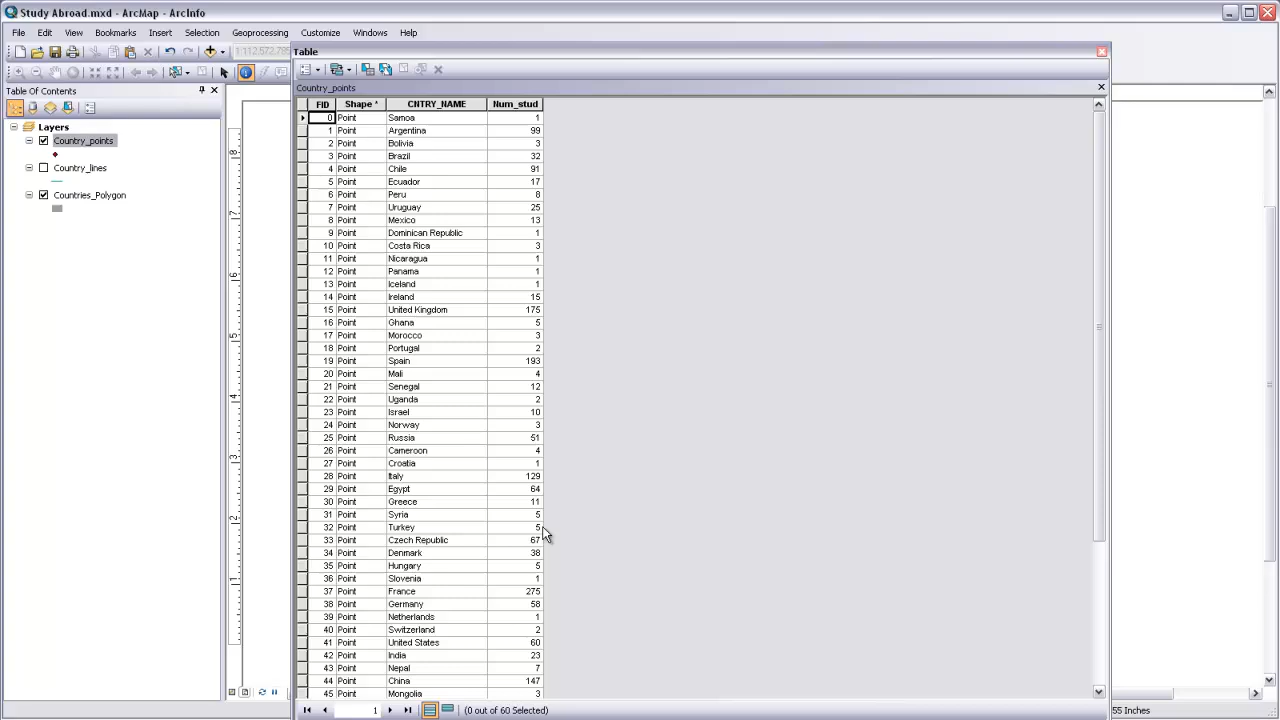 Study Abroad.mxd - ArcMap - ArcInfo
File Edit View Bookmarks Insert Selection Geoprocessing Customize Windows Help
Table
Table Of Contents
Country_points
Layers
Country_points
Country_lines
Countries_Polygon
FID Shape * CNTRY_NAME Num_stud
0 Point Samoa 1
1 Point Argentina 99
2 Point Bolivia 3
3 Point Brazil 32
4 Point Chile 91
5 Point Ecuador 17
6 Point Peru 8
7 Point Uruguay 25
8 Point Mexico 13
9 Point Dominican Republic 1
10 Point Costa Rica 3
11 Point Nicaragua 1
12 Point Panama 1
13 Point Iceland 1
14 Point Ireland 15
15 Point United Kingdom 175
16 Point Ghana 5
17 Point Morocco 3
18 Point Portugal 2
19 Point Spain 193
20 Point Mali 4
21 Point Senegal 12
22 Point Uganda 2
23 Point Israel 10
24 Point Norway 3
25 Point Russia 51
26 Point Cameroon 4
27 Point Croatia 1
28 Point Italy 129
29 Point Egypt 64
30 Point Greece 11
31 Point Syria 5
32 Point Turkey 5
33 Point Czech Republic 67
34 Point Denmark 38
35 Point Hungary 5
36 Point Slovenia 1
37 Point France 275
38 Point Germany 58
39 Point Netherlands 1
40 Point Switzerland 2
41 Point United States 60
42 Point India 23
43 Point Nepal 7
44 Point China 147
45 Point Mongolia 3
1 (0 out of 60 Selected)
55 Inches
8
7
6
5
4
3
2
1